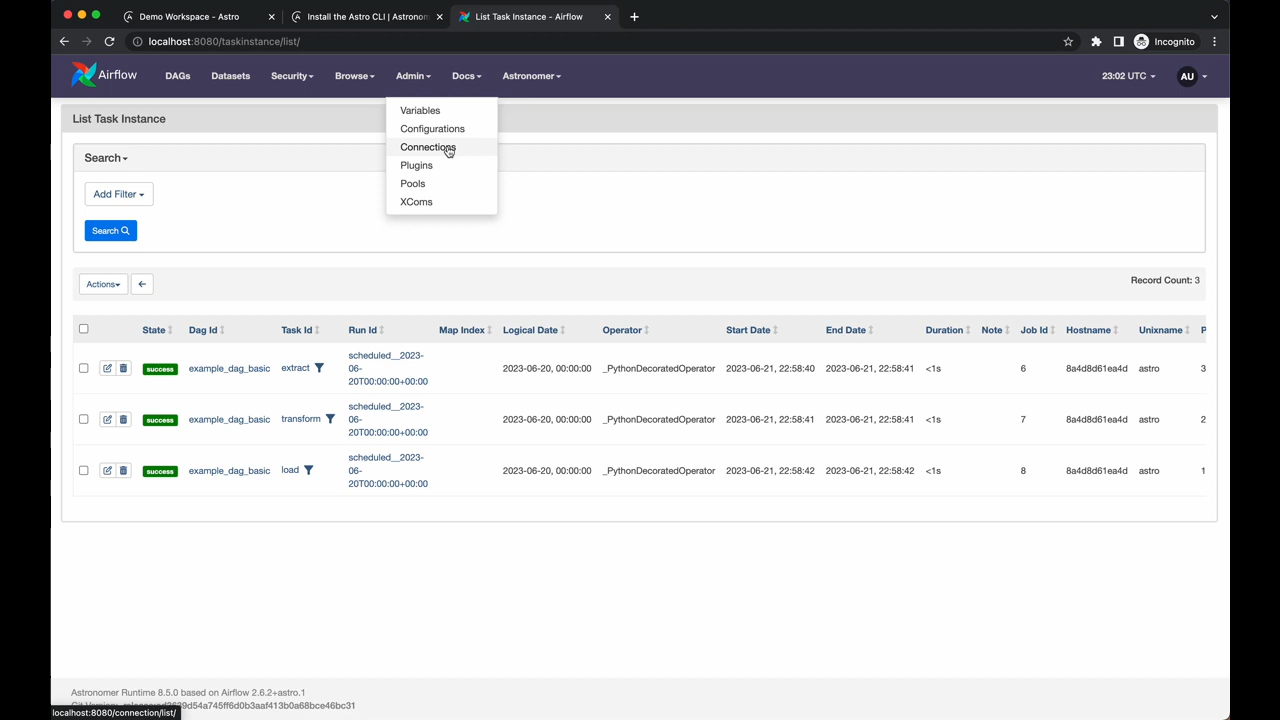 Demo Workspace - Astro
Install the Astro CLI | Astronom
List Task Instance - Airflow
localhost:8080/taskinstance/list/
Incognito
Airflow
DAGs
Datasets
Security
Browse
Admin
Docs
Astronomer
23:02 UTC
AU
Variables
Configurations
Connections
Plugins
Pools
XComs
List Task Instance
Search
Add Filter
Search
Actions
Record Count: 3
State Dag Id Task Id Run Id Map Index Logical Date Operator Start Date End Date Duration Note Job Id Hostname Unixname P
success example_dag_basic extract scheduled__2023-
06-
20T00:00:00+00:00
2023-06-20, 00:00:00 _PythonDecoratedOperator 2023-06-21, 22:58:40 2023-06-21, 22:58:41 <1s 6 8a4d8d61ea4d astro 3
success example_dag_basic transform scheduled__2023-
06-
20T00:00:00+00:00
2023-06-20, 00:00:00 _PythonDecoratedOperator 2023-06-21, 22:58:41 2023-06-21, 22:58:41 <1s 7 8a4d8d61ea4d astro 2
success example_dag_basic load scheduled__2023-
06-
20T00:00:00+00:00
2023-06-20, 00:00:00 _PythonDecoratedOperator 2023-06-21, 22:58:42 2023-06-21, 22:58:42 <1s 8 8a4d8d61ea4d astro 1
Astronomer Runtime 8.5.0 based on Airflow 2.6.2+astro.1
localhost:8080/connection/list/